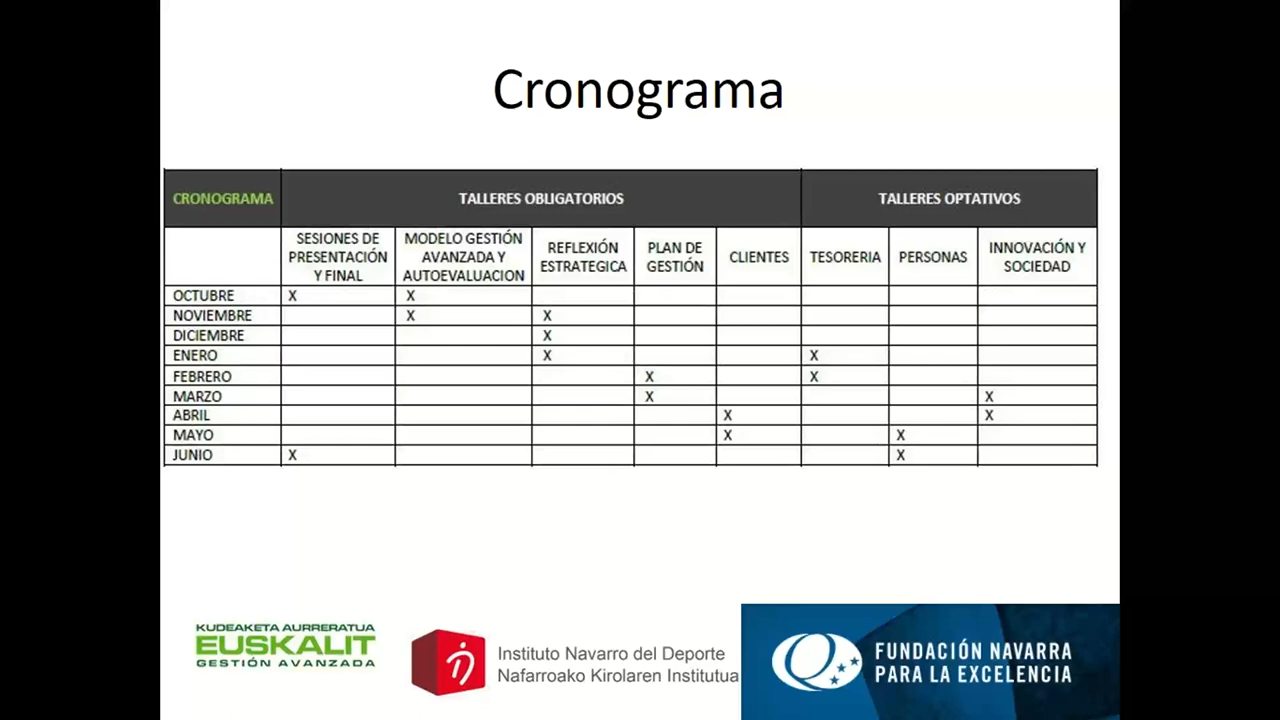 Cronograma
CRONOGRAMA TALLERES OBLIGATORIOS TALLERES OPTATIVOS
SESIONES DE PRESENTACIÓN Y FINAL MODELO GESTIÓN AVANZADA Y AUTOEVALUACION REFLEXIÓN ESTRATEGICA PLAN DE GESTIÓN CLIENTES TESORERIA PERSONAS INNOVACIÓN Y SOCIEDAD
OCTUBRE X X
NOVIEMBRE X X
DICIEMBRE X
ENERO X X
FEBRERO X X
MARZO X X
ABRIL X X
MAYO X X
JUNIO X X
KUDEAKETA AURRERATUA
EUSKALIT
GESTIÓN AVANZADA
Instituto Navarro del Deporte
Nafarroako Kirolaren Institutua
FUNDACIÓN NAVARRA
PARA LA EXCELENCIA